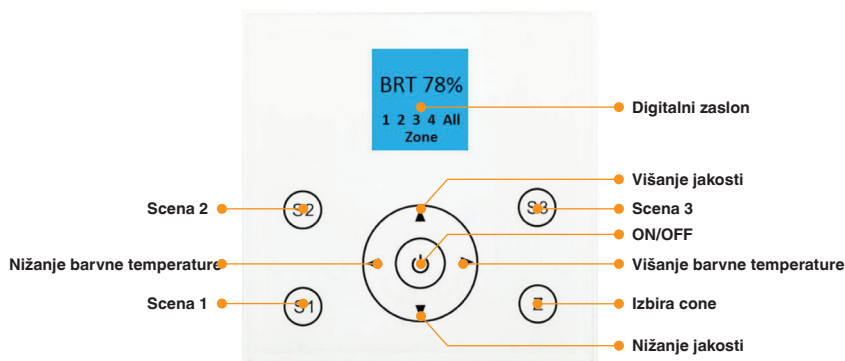 BRT 78%
1 2 3 4 All
Zone
Digitalni zaslon
Višanje jakosti
Scena 2
S2
S3
Scena 3
ON/OFF
Nižanje barvne temperature
Višanje barvne temperature
Scena 1
S1
Z
Izbira cone
Nižanje jakosti